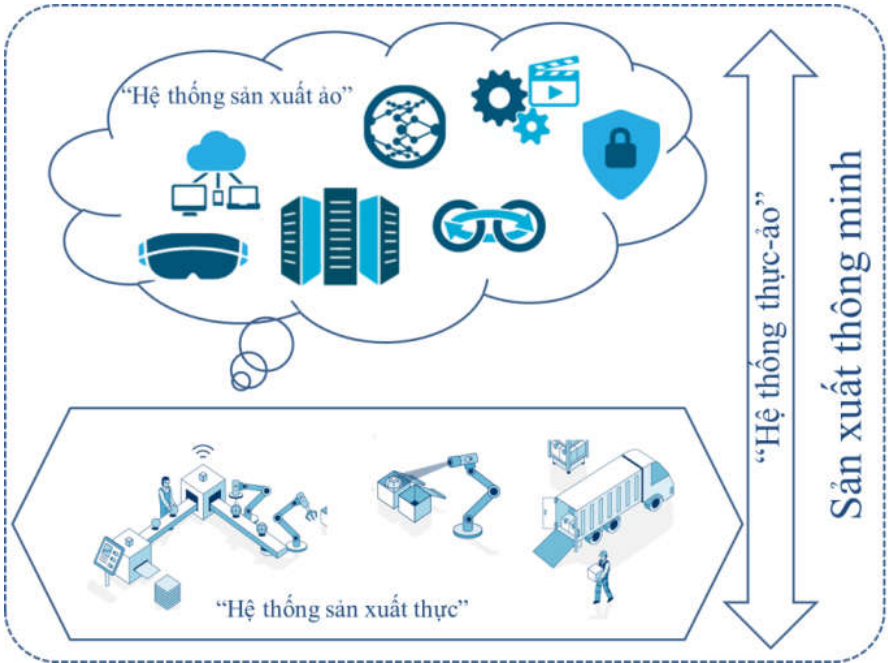 “Hệ thống sản xuất ảo”
“Hệ thống thực-ảo”
Sản xuất thông minh
“Hệ thống sản xuất thực”